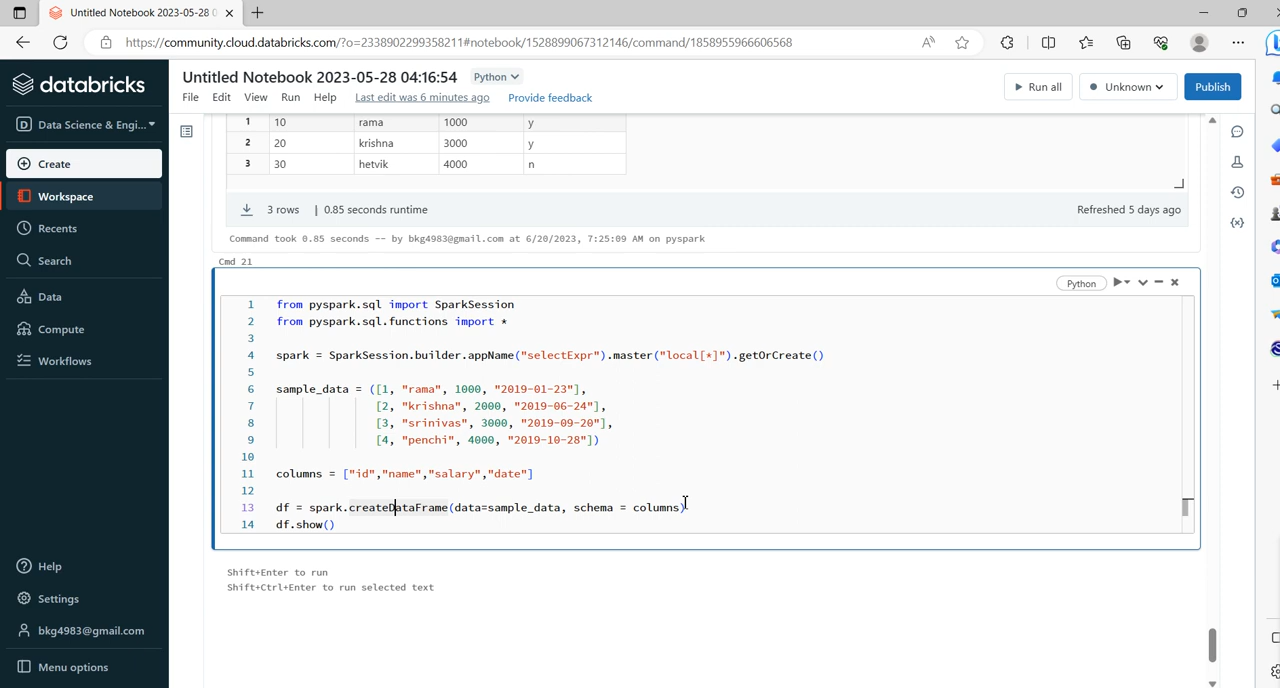 Untitled Notebook 2023-05-28 0
https://community.cloud.databricks.com/?o=2338902299358211#notebook/1528899067312146/command/1858955966606568
databricks
Untitled Notebook 2023-05-28 04:16:54 Python
File Edit View Run Help Last edit was 6 minutes ago Provide feedback
Run all Unknown Publish
Data Science & Engi...
Create
Workspace
Recents
Search
Data
Compute
Workflows
Help
Settings
bkg4983@gmail.com
Menu options
1 10 rama 1000 y
2 20 krishna 3000 y
3 30 hetvik 4000 n
3 rows | 0.85 seconds runtime Refreshed 5 days ago
Command took 0.85 seconds -- by bkg4983@gmail.com at 6/20/2023, 7:25:09 AM on pyspark
Cmd 21
Python
1 from pyspark.sql import SparkSession
2 from pyspark.sql.functions import *
3
4 spark = SparkSession.builder.appName("selectExpr").master("local[*]").getOrCreate()
5
6 sample_data = ([1, "rama", 1000, "2019-01-23"],
7 [2, "krishna", 2000, "2019-06-24"],
8 [3, "srinivas", 3000, "2019-09-20"],
9 [4, "penchi", 4000, "2019-10-28"])
10
11 columns = ["id","name","salary","date"]
12
13 df = spark.createDataFrame(data=sample_data, schema = columns)
14 df.show()
Shift+Enter to run
Shift+Ctrl+Enter to run selected text